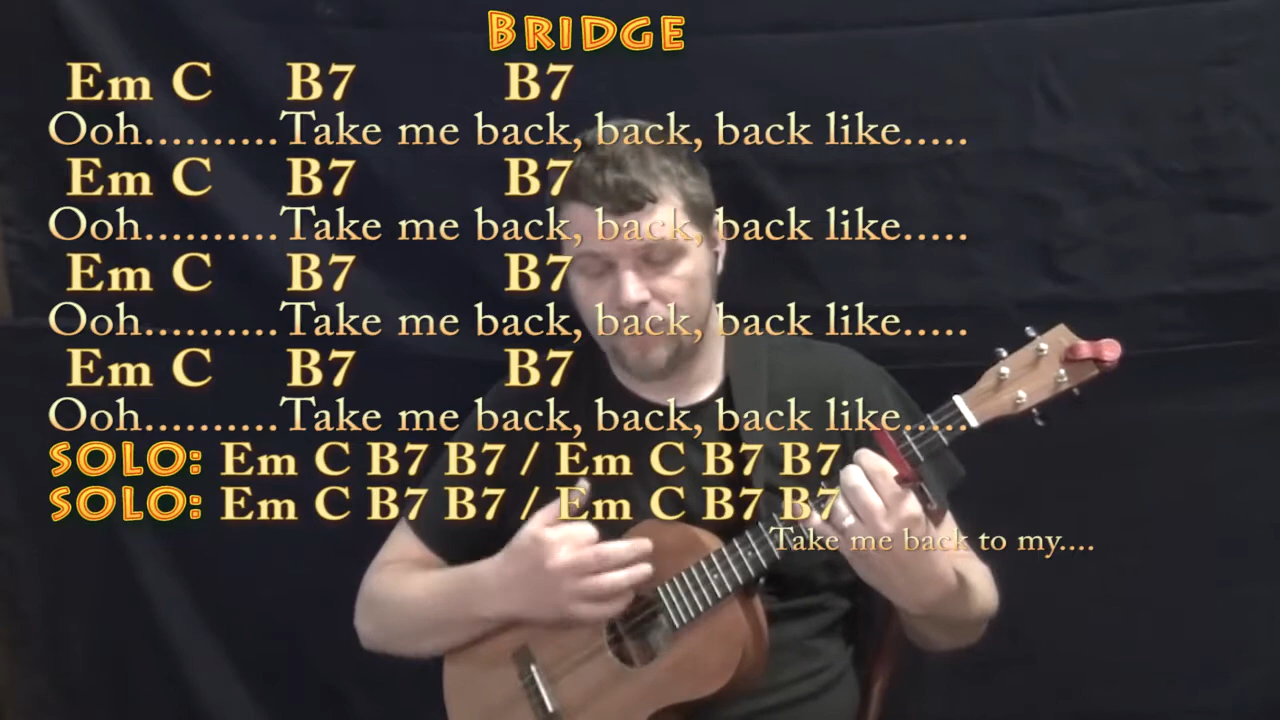 BRIDGE
Em C B7 B7
Ooh..........Take me back, back, back like.....
Em C B7 B7
Ooh..........Take me back, back, back like.....
Em C B7 B7
Ooh..........Take me back, back, back like.....
Em C B7 B7
Ooh..........Take me back, back, back like.....
SOLO: Em C B7 B7 / Em C B7 B7
SOLO: Em C B7 B7 / Em C B7 B7
Take me back to my....